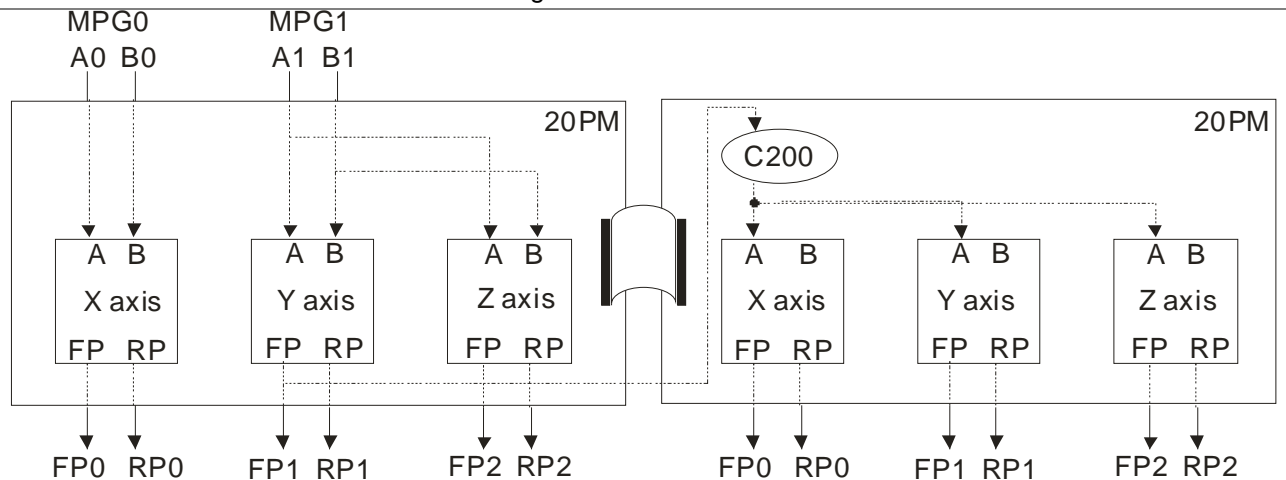 g
MPG0 MPG1
A0 B0 A1 B1
20PM 20PM
C200
A B A B A B A B A B A B
X axis Y axis Z axis X axis Y axis Z axis
FP RP FP RP FP RP FP RP FP RP FP RP
FP0 RP0 FP1 RP1 FP2 RP2 FP0 RP0 FP1 RP1 FP2 RP2